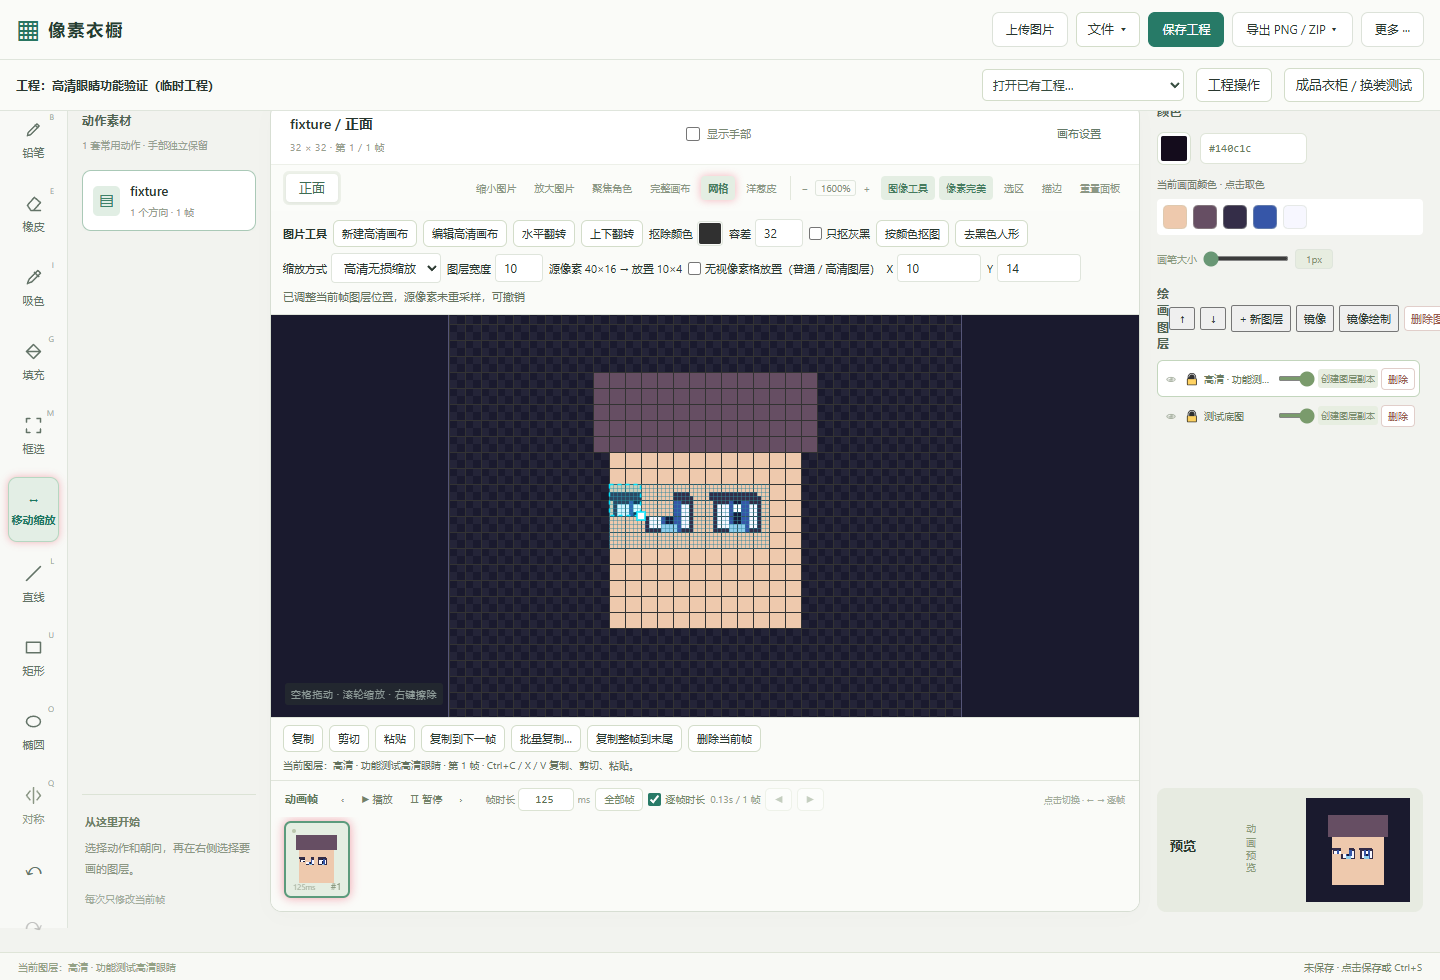 像素衣橱
上传图片
文件
保存工程
导出 PNG / ZIP
更多 ···
工程：高清眼睛功能验证（临时工程）
打开已有工程...
工程操作
成品衣柜 / 换装测试
B
铅笔
E
橡皮
I
吸色
G
填充
M
框选
移动缩放
L
直线
U
矩形
O
椭圆
Q
对称
动作素材
1 套常用动作 · 手部独立保留
fixture
1 个方向 · 1 帧
从这里开始
选择动作和朝向，再在右侧选择要
画的图层。
每次只修改当前帧
fixture / 正面
32 × 32 · 第 1 / 1 帧
显示手部
画布设置
正面
缩小图片 放大图片 聚焦角色 完整画布 网格 洋葱皮 − 1600% + 图像工具 像素完美 选区 描边 重置面板
图片工具 新建高清画布 编辑高清画布 水平翻转 上下翻转 抠除颜色 容差 32 只抠灰黑 按颜色抠图 去黑色人形
缩放方式 高清无损缩放 图层宽度 10 源像素 40×16 → 放置 10×4 无视像素格放置（普通 / 高清图层） X 10 Y 14
已调整当前帧图层位置，源像素未重采样，可撤销
空格拖动 · 滚轮缩放 · 右键擦除
复制 剪切 粘贴 复制到下一帧 批量复制... 复制整帧到末尾 删除当前帧
当前图层：高清 · 功能测试高清眼睛 · 第 1 帧 · Ctrl+C / X / V 复制、剪切、粘贴。
动画帧 ‹ ▶ 播放 暂停 › 帧时长 125 ms 全部帧 逐帧时长 0.13s / 1 帧 ◀ ▶ 点击切换 · ← → 逐帧
125ms #1
颜色
#140c1c
当前画面颜色 · 点击取色
画笔大小 1px
绘画图层
↑ ↓ + 新图层 镜像 镜像绘制
高清 · 功能测... 创建图层副本 删除
测试底图 创建图层副本 删除
预览
动画预览
当前图层：高清 · 功能测试高清眼睛
未保存 · 点击保存或 Ctrl+S